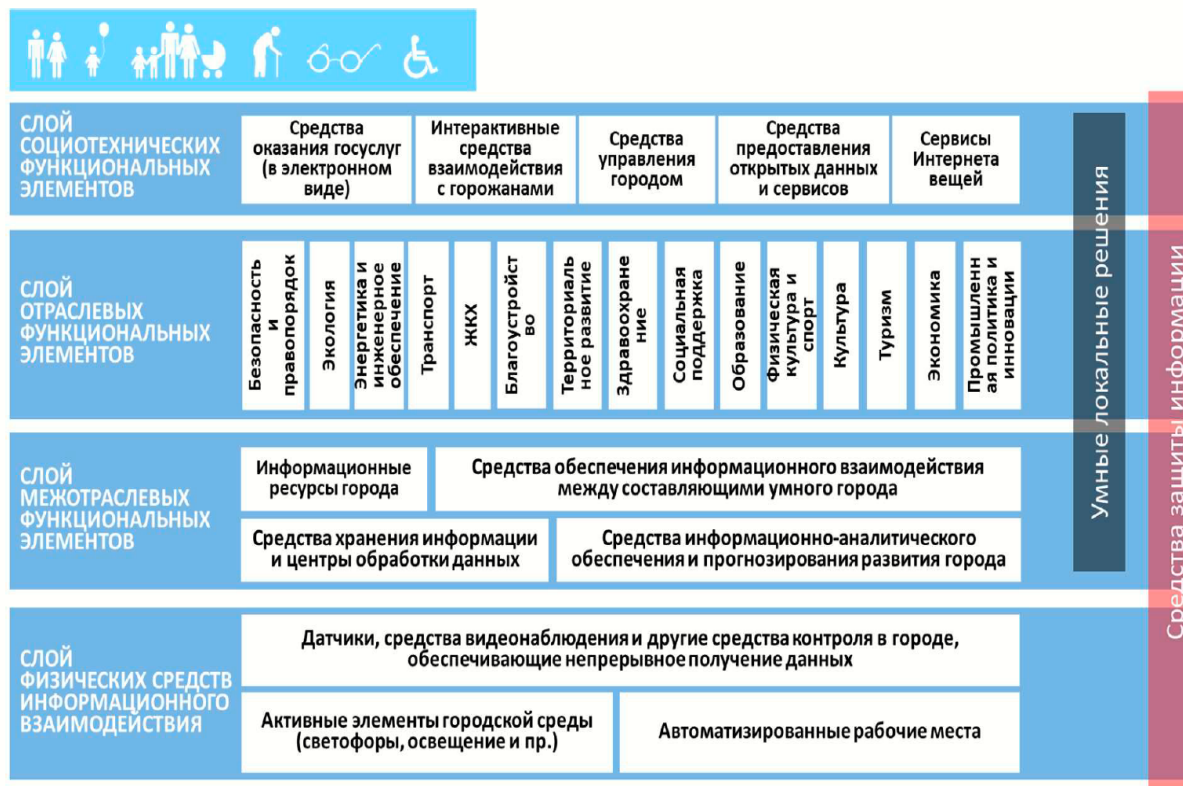 СЛОЙ
СОЦИОТЕХНИЧЕСКИХ
ФУНКЦИОНАЛЬНЫХ
ЭЛЕМЕНТОВ
Средства
оказания госуслуг
(в электронном
виде)
Интерактивные
средства
взаимодействия
с горожанами
Средства
управления
городом
Средства
предоставления
открытых данных
и сервисов
Сервисы
Интернета
вещей
СЛОЙ
ОТРАСЛЕВЫХ
ФУНКЦИОНАЛЬНЫХ
ЭЛЕМЕНТОВ
Безопасность
и
правопорядок
Экология
Энергетика и
инженерное
обеспечение
Транспорт
ЖКХ
Благоустройст
во
Территориаль
ное развитие
Здравоохране
ние
Социальная
поддержка
Образование
Физическая
культура и
спорт
Культура
Туризм
Экономика
Промышленн
ая политика и
инновации
СЛОЙ
МЕЖОТРАСЛЕВЫХ
ФУНКЦИОНАЛЬНЫХ
ЭЛЕМЕНТОВ
Информационные
ресурсы города
Средства обеспечения информационного взаимодействия
между составляющими умного города
Средства хранения информации
и центры обработки данных
Средства информационно-аналитического
обеспечения и прогнозирования развития города
СЛОЙ
ФИЗИЧЕСКИХ СРЕДСТВ
ИНФОРМАЦИОННОГО
ВЗАИМОДЕЙСТВИЯ
Датчики, средства видеонаблюдения и другие средства контроля в городе,
обеспечивающие непрерывное получение данных
Активные элементы городской среды
(светофоры, освещение и пр.)
Автоматизированные рабочие места
Умные локальные решения
Средства защиты информации